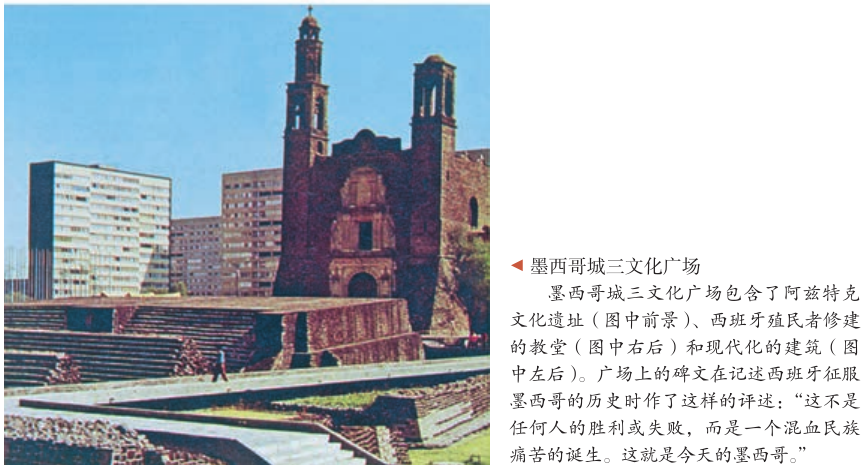 ◀ 墨西哥城三文化广场
墨西哥城三文化广场包含了阿兹特克
文化遗址（图中前景）、西班牙殖民者修建
的教堂（图中右后）和现代化的建筑（图
中左后）。广场上的碑文在记述西班牙征服
墨西哥的历史时作了这样的评述：“这不是
任何人的胜利或失败，而是一个混血民族
痛苦的诞生。这就是今天的墨西哥。”